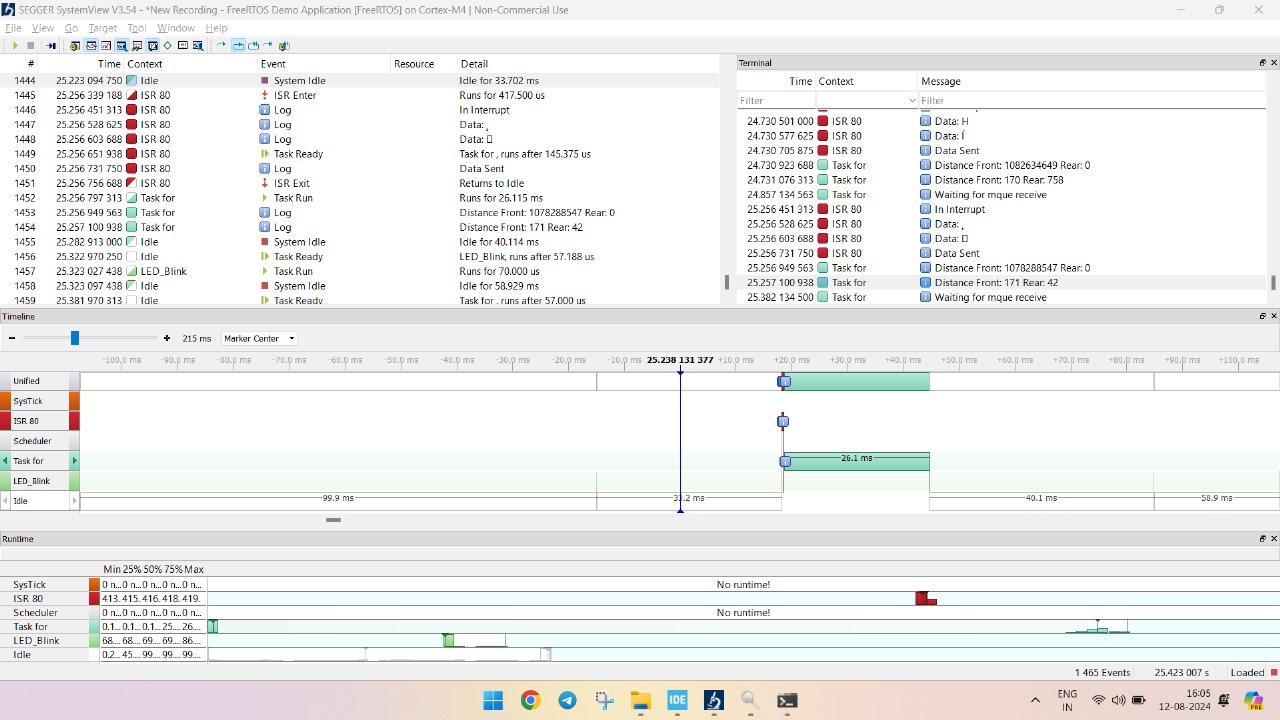 SEGGER SystemView V3.54 - *New Recording - FreeRTOS Demo Application [FreeRTOS] on Cortex-M4 | Non-Commercial Use
File View Go Target Tool Window Help
# Time Context Event Resource Detail
1444 25.223 094 750 Idle System Idle Idle for 33.702 ms
1445 25.256 339 188 ISR 80 ISR Enter Runs for 417.500 us
1446 25.256 451 313 ISR 80 Log In Interrupt
1447 25.256 528 625 ISR 80 Log Data: ¸
1448 25.256 603 688 ISR 80 Log Data: □
1449 25.256 651 938 ISR 80 Task Ready Task for , runs after 145.375 us
1450 25.256 731 750 ISR 80 Log Data Sent
1451 25.256 756 688 ISR 80 ISR Exit Returns to Idle
1452 25.256 797 313 Task for Task Run Runs for 26.115 ms
1453 25.256 949 563 Task for Log Distance Front: 1078288547 Rear: 0
1454 25.257 100 938 Task for Log Distance Front: 171 Rear: 42
1455 25.282 913 000 Idle System Idle Idle for 40.114 ms
1456 25.322 970 250 Idle Task Ready LED_Blink, runs after 57.188 us
1457 25.323 027 438 LED_Blink Task Run Runs for 70.000 us
1458 25.323 098 438 Idle System Idle Idle for 58.929 ms
1459 25.381 970 313 Idle Task Ready Task for , runs after 57.000 us
Terminal
Time Context Message
Filter Filter
24.730 501 000 ISR 80 Data: H
24.730 577 625 ISR 80 Data: Í
24.730 705 875 ISR 80 Data Sent
24.730 923 688 Task for Distance Front: 1082634649 Rear: 0
24.731 076 313 Task for Distance Front: 170 Rear: 758
24.857 134 563 Task for Waiting for mque receive
25.256 451 313 ISR 80 In Interrupt
25.256 528 625 ISR 80 Data: ¸
25.256 603 688 ISR 80 Data: □
25.256 731 750 ISR 80 Data Sent
25.256 949 563 Task for Distance Front: 1078288547 Rear: 0
25.257 100 938 Task for Distance Front: 171 Rear: 42
25.382 134 500 Task for Waiting for mque receive
Timeline
− + 215 ms Marker Center
-100.0 ms -90.0 ms -80.0 ms -70.0 ms -60.0 ms -50.0 ms -40.0 ms -30.0 ms -20.0 ms -10.0 ms 25.238 131 377 +10.0 ms +20.0 ms +30.0 ms +40.0 ms +50.0 ms +60.0 ms +70.0 ms +80.0 ms +90.0 ms +100.0 ms
Unified
SysTick
ISR 80
Scheduler
Task for 26.1 ms
LED_Blink
Idle 99.9 ms 33.2 ms 40.1 ms 58.9 ms
Runtime
Min 25% 50% 75% Max
SysTick 0 n...0 n...0 n...0 n...0 n... No runtime!
ISR 80 413. 415. 416. 418. 419.
Scheduler 0 n...0 n...0 n...0 n...0 n... No runtime!
Task for 0.1... 0.1... 0.1... 25... 26...
LED_Blink 68.... 68.... 69.... 69.... 86....
Idle 0.2... 45.... 99.... 99.... 99....
1 465 Events 25.423 007 s Loaded
IDE
ENG
IN
16:05
12-08-2024
PRE